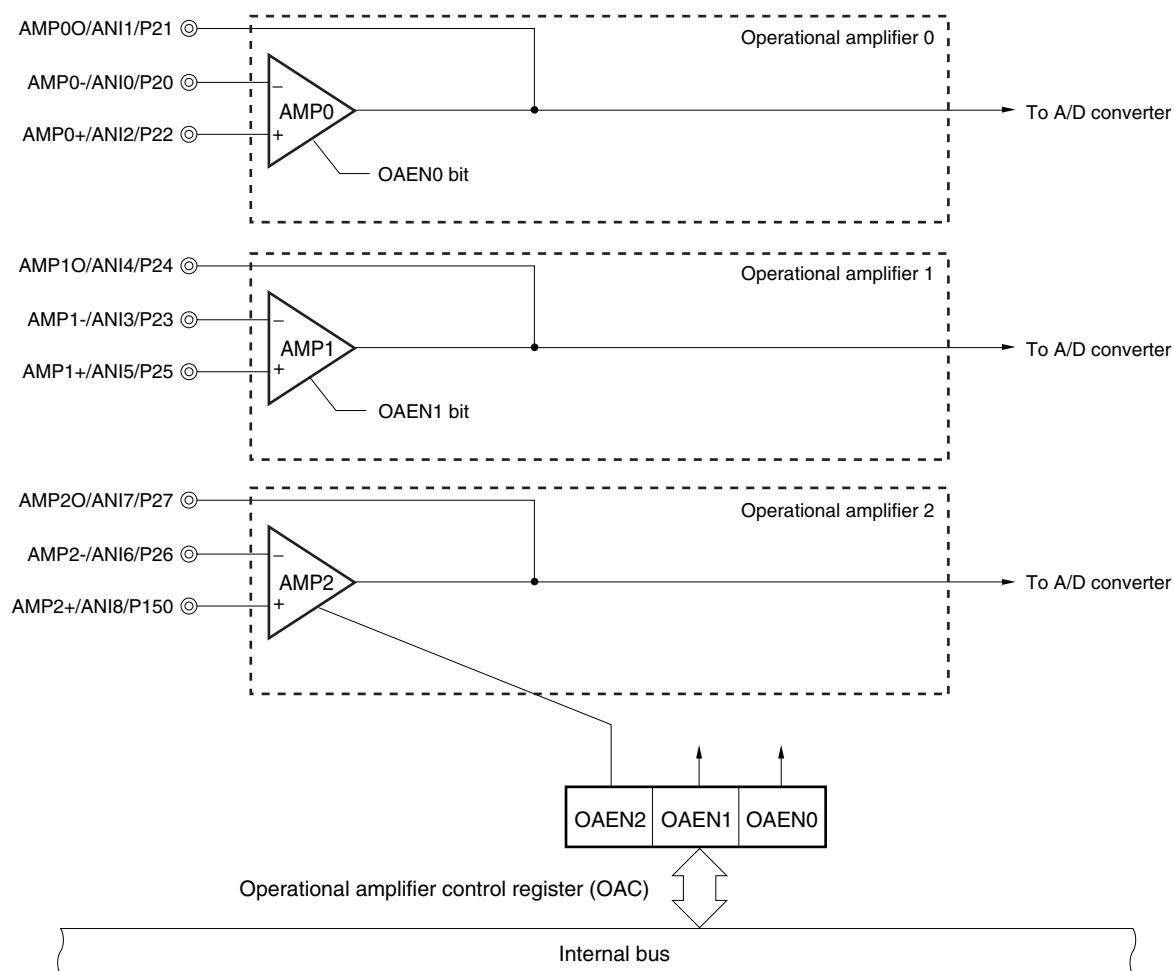 AMP0O/ANI1/P21
Operational amplifier 0
AMP0-/ANI0/P20
−
AMP0
To A/D converter
AMP0+/ANI2/P22
+
OAEN0 bit
AMP1O/ANI4/P24
Operational amplifier 1
AMP1-/ANI3/P23
−
AMP1
To A/D converter
AMP1+/ANI5/P25
+
OAEN1 bit
AMP2O/ANI7/P27
Operational amplifier 2
AMP2-/ANI6/P26
−
AMP2
To A/D converter
AMP2+/ANI8/P150
+
OAEN2 OAEN1 OAEN0
Operational amplifier control register (OAC)
Internal bus